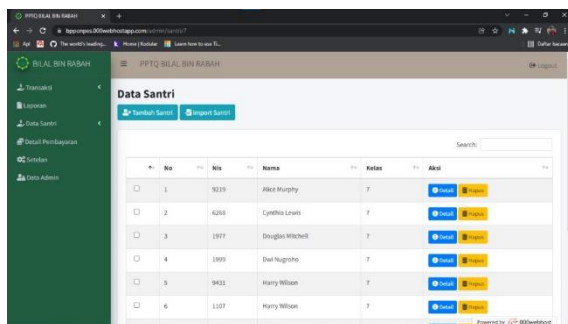 PPTQ BILAL BIN RABAH
bpponpes.000webhostapp.com/admin/santri/7
Api
The world's leading...
Home | Kodular
Learn how to use Ti...
Daftar bacaan
BILAL BIN RABAH
PPTQ BILAL BIN RABAH
Logout
Transaksi
Laporan
Data Santri
Detail Pembayaran
Setelan
Data Admin
Data Santri
Tambah Santri
Import Santri
Search:
No Nis Nama Kelas Aksi
1 9219 Alice Murphy 7 Detail Hapus
2 6268 Cynthia Lewis 7 Detail Hapus
3 1977 Douglas Mitchell 7 Detail Hapus
4 1999 Dwi Nugroho 7 Detail Hapus
5 9431 Harry Wilson 7 Detail Hapus
6 1107 Harry Wilson 7 Detail Hapus
Powered by 000webhost